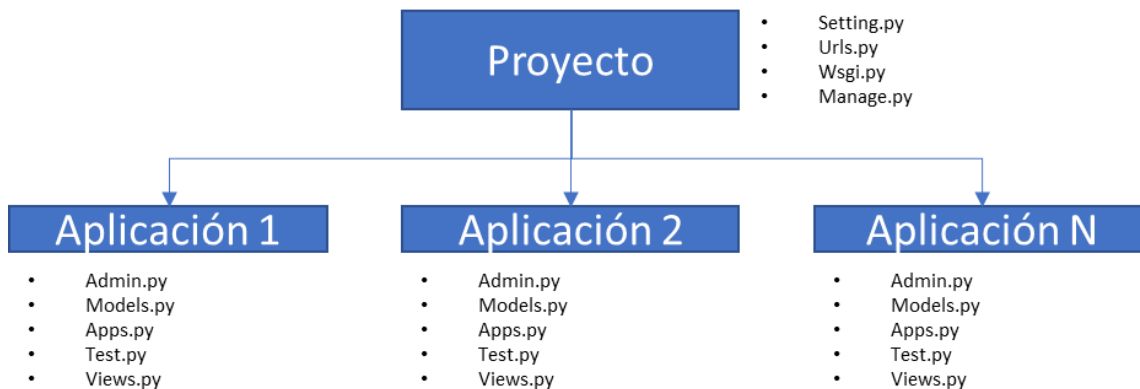 Proyecto
• Setting.py
• Urls.py
• Wsgi.py
• Manage.py
Aplicación 1
• Admin.py
• Models.py
• Apps.py
• Test.py
• Views.py
Aplicación 2
• Admin.py
• Models.py
• Apps.py
• Test.py
• Views.py
Aplicación N
• Admin.py
• Models.py
• Apps.py
• Test.py
• Views.py